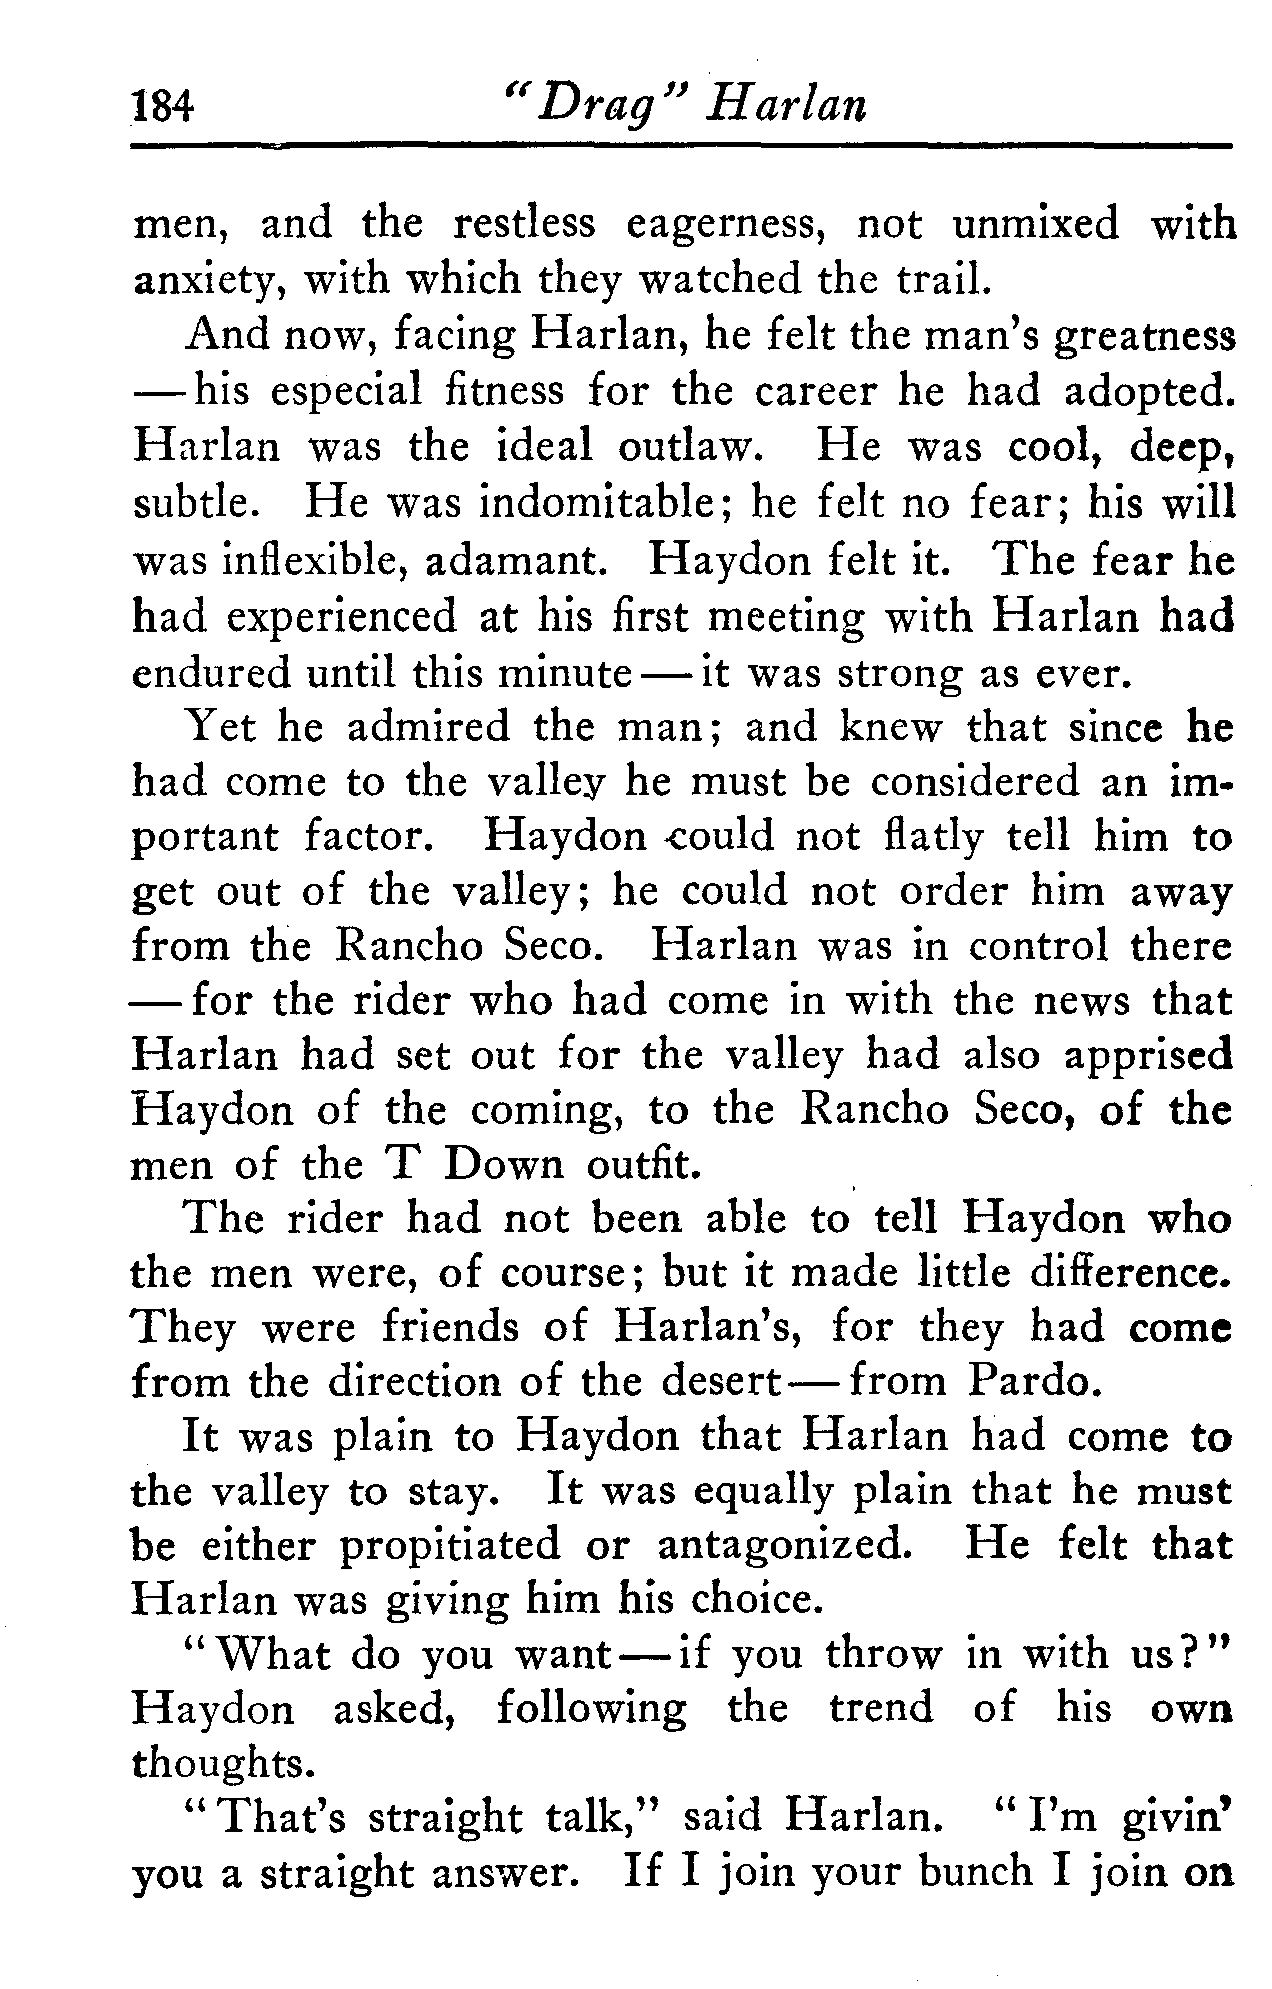 184 "Drag" Harlan
men, and the restless eagerness, not unmixed with
anxiety, with which they watched the trail.
And now, facing Harlan, he felt the man's greatness
—his especial fitness for the career he had adopted.
Harlan was the ideal outlaw. He was cool, deep,
subtle. He was indomitable; he felt no fear; his will
was inflexible, adamant. Haydon felt it. The fear he
had experienced at his first meeting with Harlan had
endured until this minute—it was strong as ever.
Yet he admired the man; and knew that since he
had come to the valley he must be considered an im-
portant factor. Haydon could not flatly tell him to
get out of the valley; he could not order him away
from the Rancho Seco. Harlan was in control there
—for the rider who had come in with the news that
Harlan had set out for the valley had also apprised
Haydon of the coming, to the Rancho Seco, of the
men of the T Down outfit.
The rider had not been able to tell Haydon who
the men were, of course; but it made little difference.
They were friends of Harlan's, for they had come
from the direction of the desert—from Pardo.
It was plain to Haydon that Harlan had come to
the valley to stay. It was equally plain that he must
be either propitiated or antagonized. He felt that
Harlan was giving him his choice.
"What do you want—if you throw in with us?"
Haydon asked, following the trend of his own
thoughts.
"That's straight talk," said Harlan. "I'm givin'
you a straight answer. If I join your bunch I join on